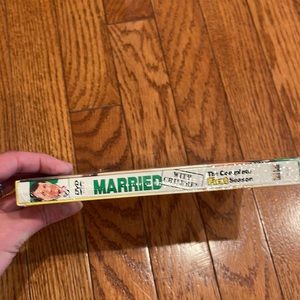 DVD
MARRIED
WITH
CHILDREN
The Complete
First Season